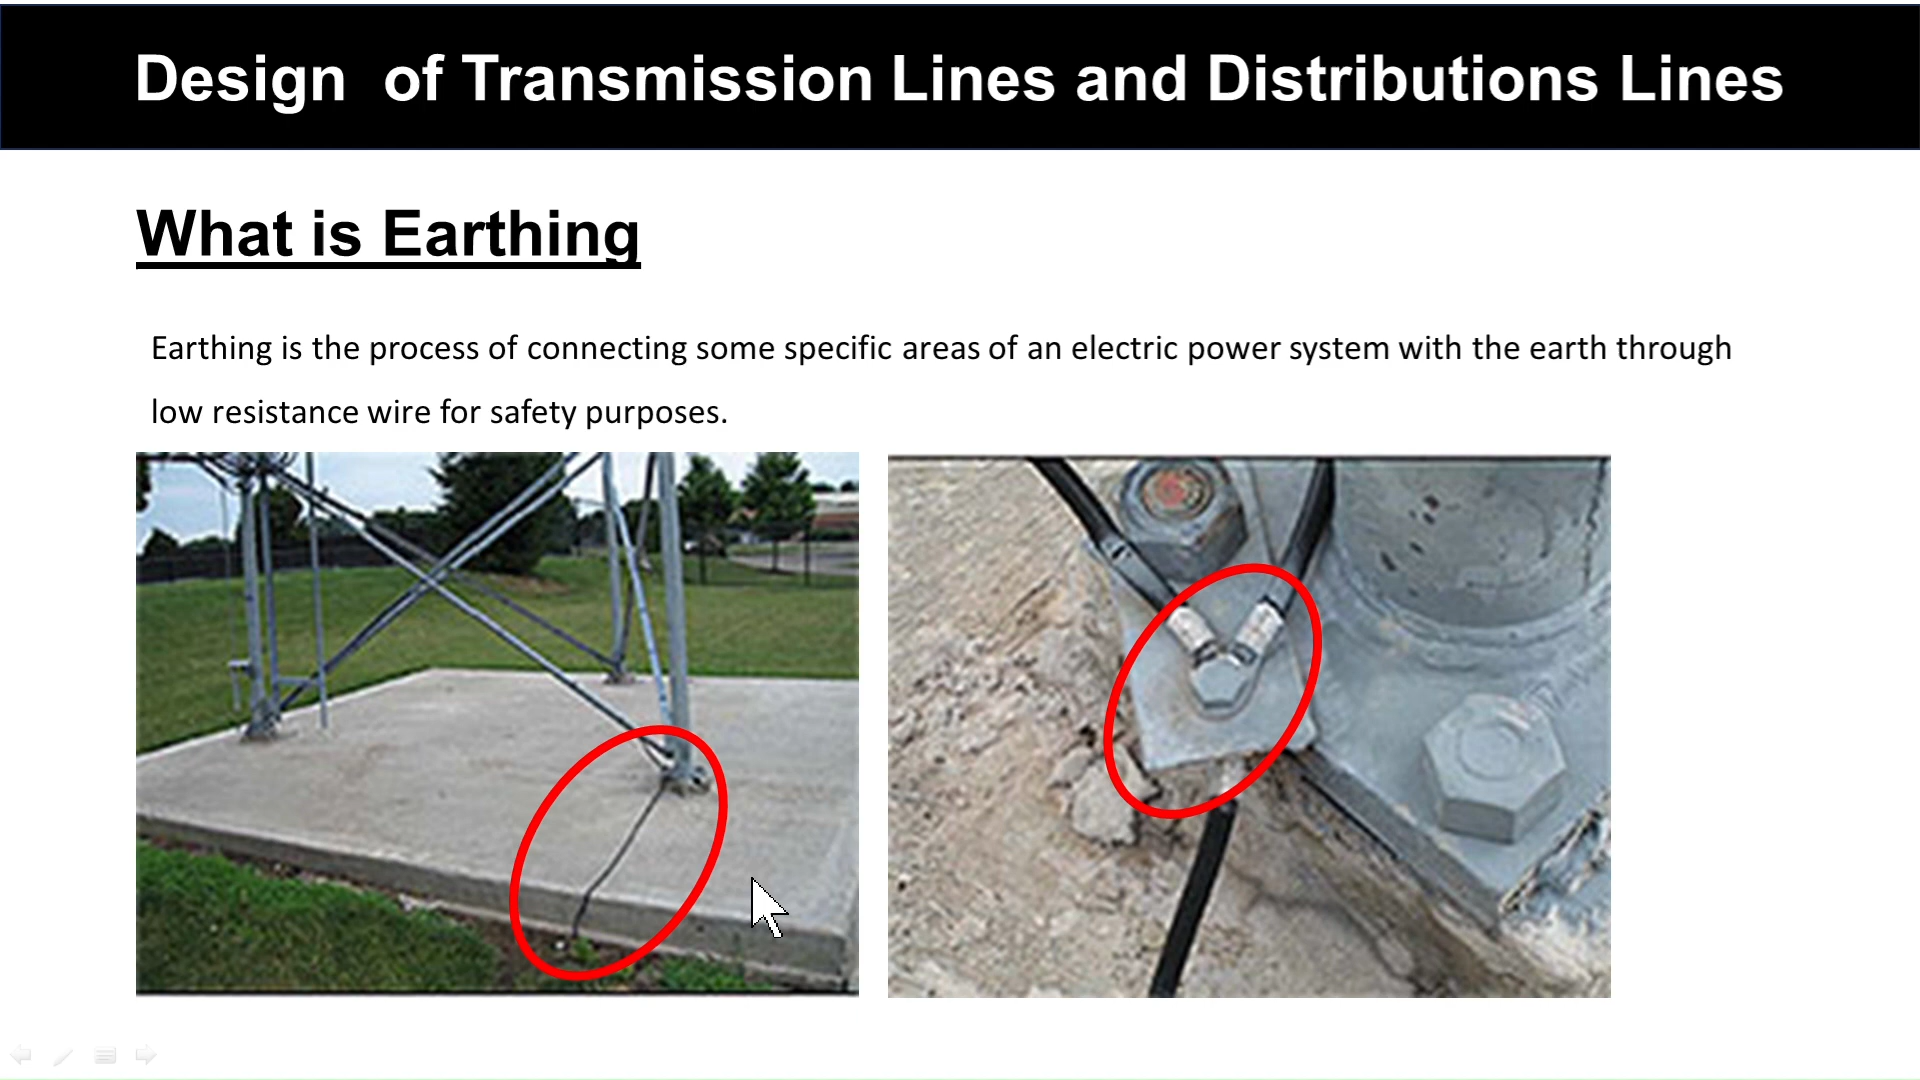 Design  of Transmission Lines and Distributions Lines
What is Earthing
Earthing is the process of connecting some specific areas of an electric power system with the earth through
low resistance wire for safety purposes.